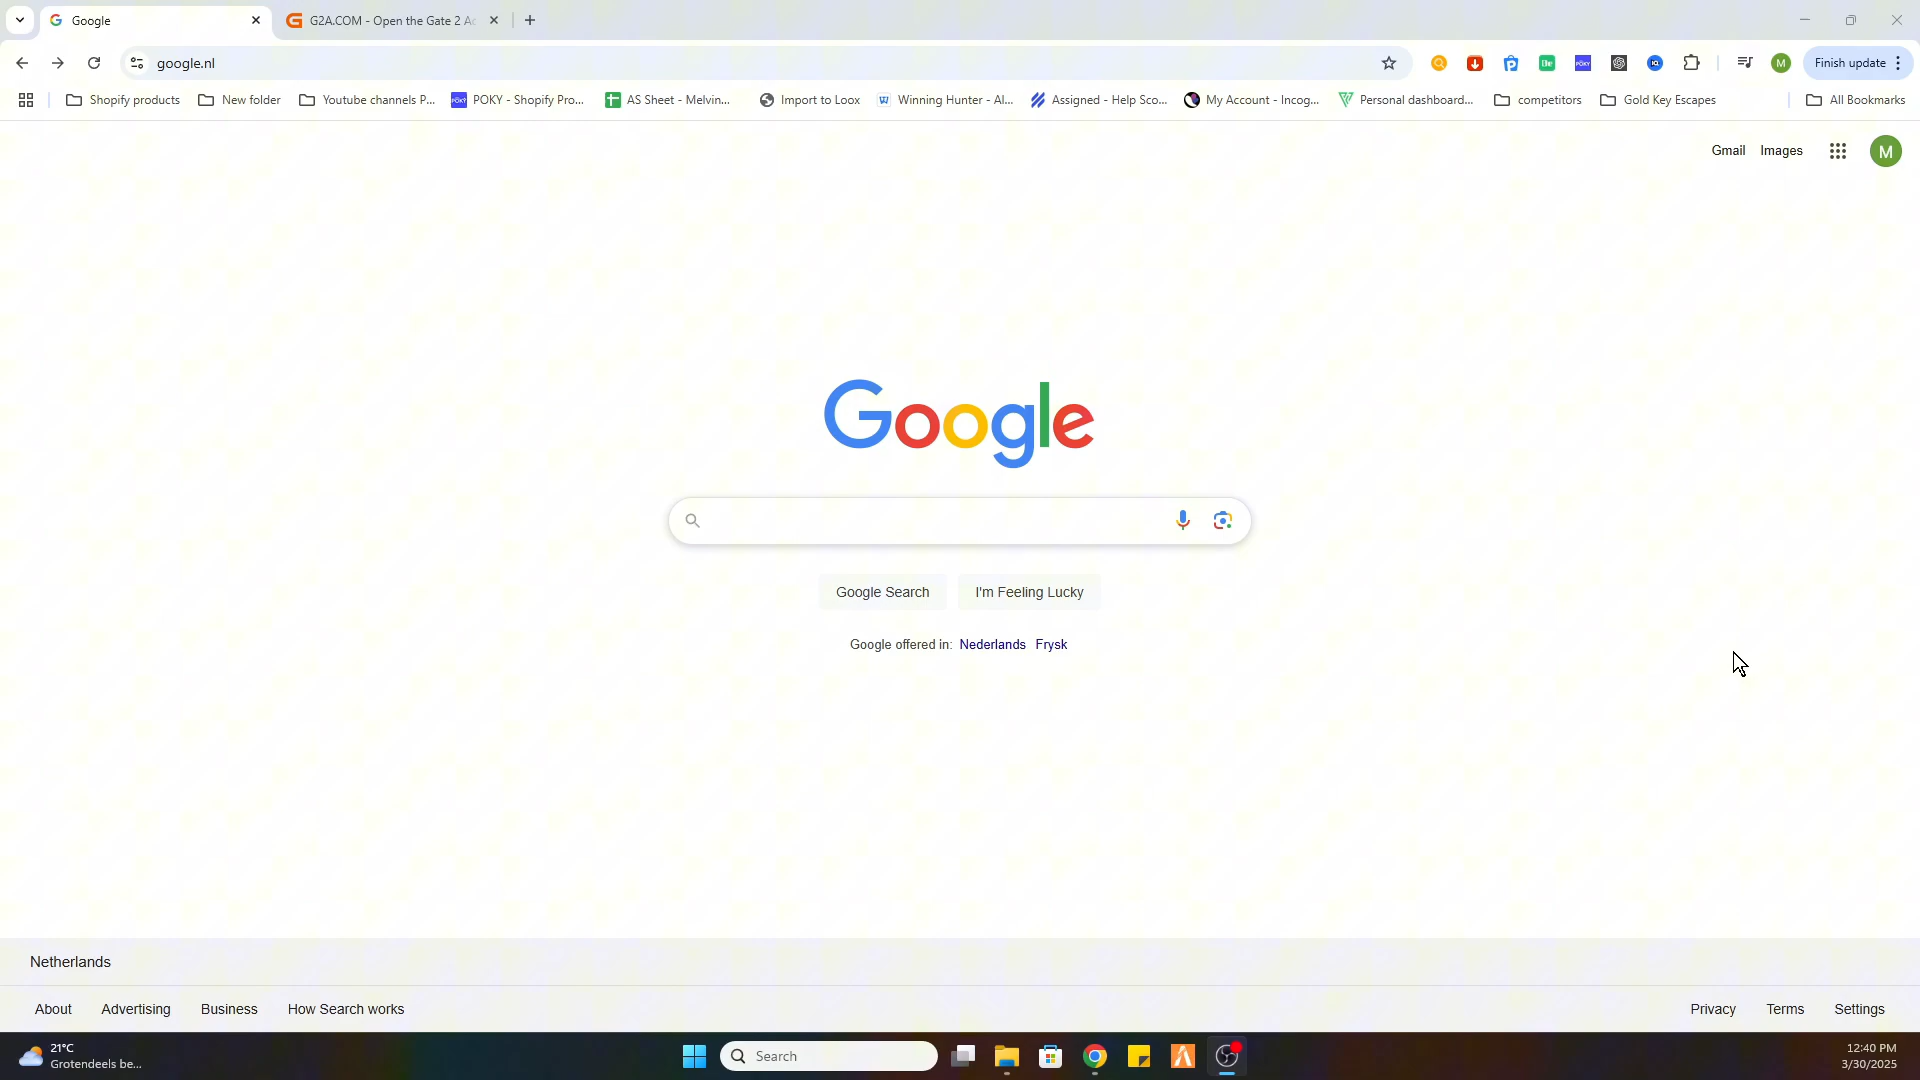 Google
G2A.COM - Open the Gate 2 Ac
google.nl
Finish update
Shopify products
New folder
Youtube channels P...
POKY - Shopify Pro...
AS Sheet - Melvin...
Import to Loox
Winning Hunter - AI...
Assigned - Help Sco...
My Account - Incog...
Personal dashboard...
competitors
Gold Key Escapes
All Bookmarks
Gmail
Images
M
Google
Google Search
I'm Feeling Lucky
Google offered in: Nederlands Frysk
Netherlands
About
Advertising
Business
How Search works
Privacy
Terms
Settings
21°C
Grotendeels be...
Search
12:40 PM
3/30/2025